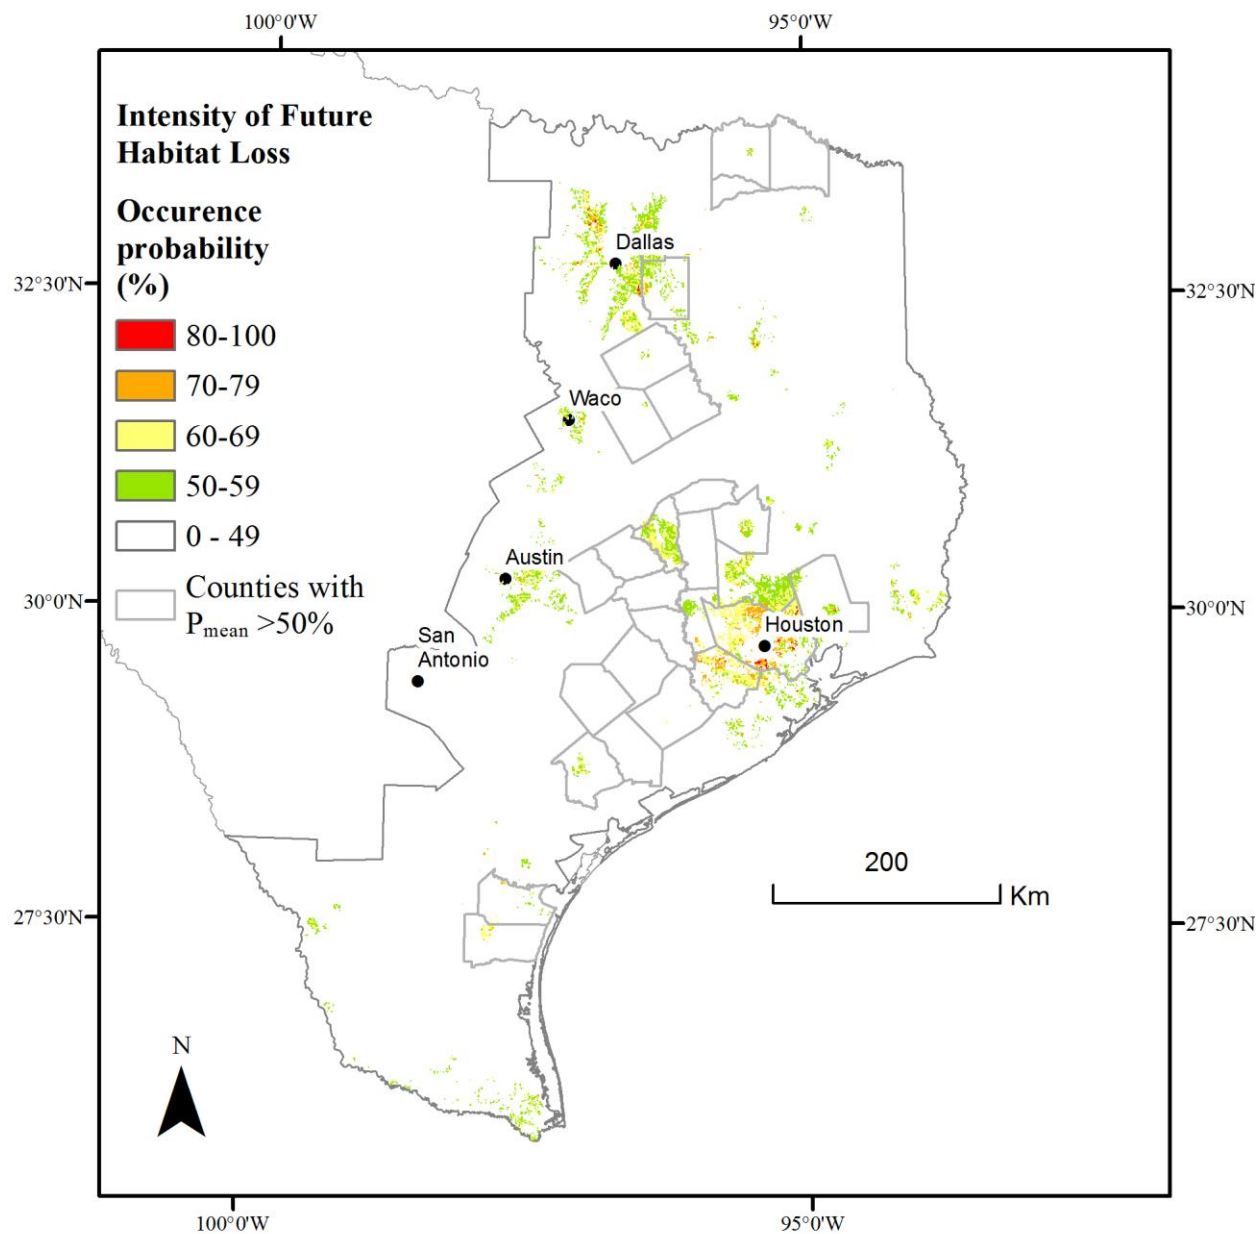 100°0'W
95°0'W
Intensity of Future
Habitat Loss
Occurence
probability
(%)
80-100
70-79
60-69
50-59
0 - 49
Counties with
Pmean >50%
32°30'N
30°0'N
27°30'N
Dallas
Waco
Austin
San
Antonio
Houston
32°30'N
30°0'N
27°30'N
200
Km
N
100°0'W
95°0'W